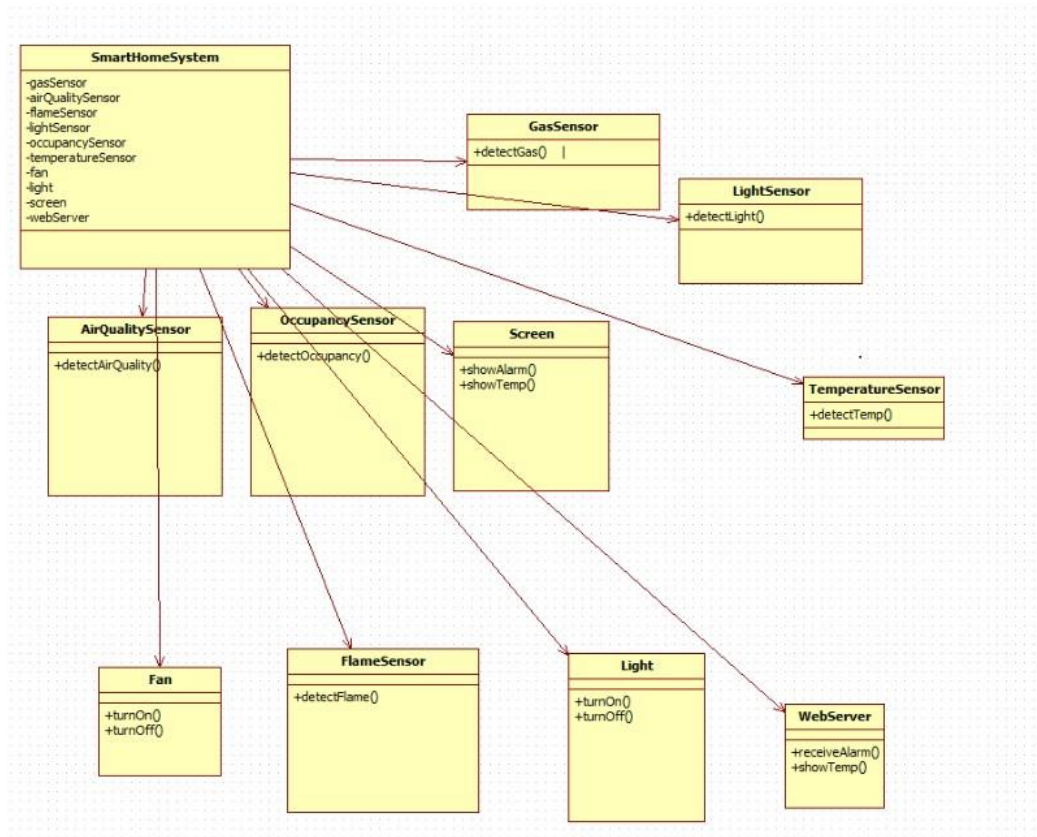 SmartHomeSystem
-gasSensor
-airQualitySensor
-flameSensor
-lightSensor
-occupancySensor
-temperatureSensor
-fan
-light
-screen
-webServer
GasSensor
+detectGas() |
LightSensor
+detectLight()
AirQualitySensor
+detectAirQuality()
OccupancySensor
+detectOccupancy()
Screen
+showAlarm()
+showTemp()
TemperatureSensor
+detectTemp()
Fan
+turnOn()
+turnOff()
FlameSensor
+detectFlame()
Light
+turnOn()
+turnOff()
WebServer
+receiveAlarm()
+showTemp()